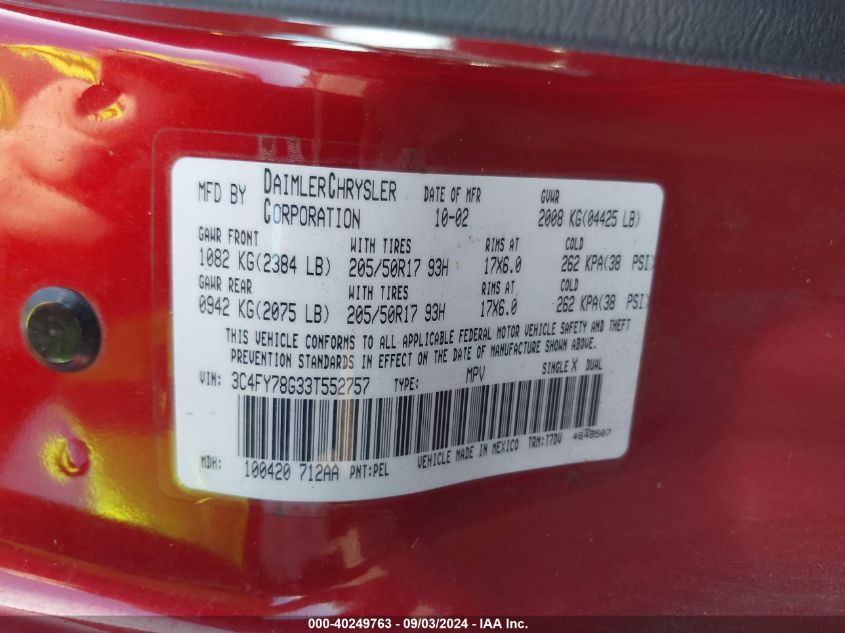 MFD BY DAIMLERCHRYSLER CORPORATION DATE OF MFR 10-02 GVWR 2008 KG(04425 LB)
GAWR FRONT WITH TIRES RIMS AT COLD
1082 KG(2384 LB) 205/50R17 93H 17X6.0 262 KPA(38 PSI)
GAWR REAR WITH TIRES RIMS AT COLD
0942 KG(2075 LB) 205/50R17 93H 17X6.0 262 KPA(38 PSI)
THIS VEHICLE CONFORMS TO ALL APPLICABLE FEDERAL MOTOR VEHICLE SAFETY AND THEFT
PREVENTION STANDARDS IN EFFECT ON THE DATE OF MANUFACTURE SHOWN ABOVE.
VIN: 3C4FY78G33T552757 TYPE: MPV SINGLE X DUAL
MDH: 100420 712AA PNT:PEL VEHICLE MADE IN MEXICO TRM:T7DV 4648507
000-40249763 - 09/03/2024 - IAA Inc.